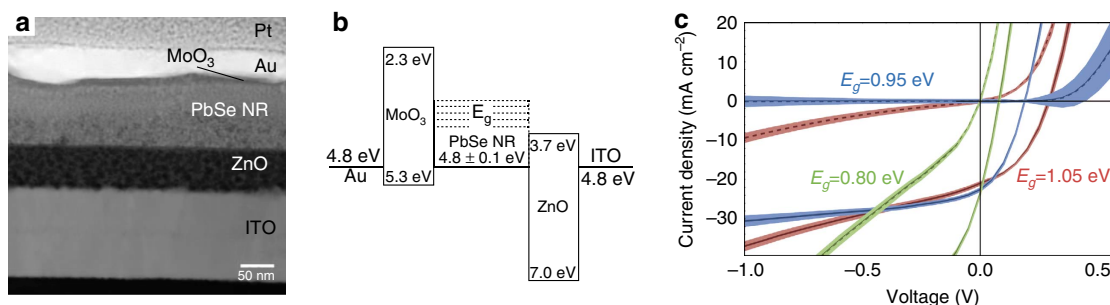 a
Pt
MoO3
Au
PbSe NR
ZnO
ITO
50 nm
b
2.3 eV
MoO3
Eg
PbSe NR
4.8 ± 0.1 eV
4.8 eV
Au
5.3 eV
3.7 eV
ITO
4.8 eV
ZnO
7.0 eV
c
Current density (mA cm−2)
20
10
0
−10
−20
−30
Eg=0.95 eV
Eg=0.80 eV
Eg=1.05 eV
−1.0
−0.5
0.0
0.5
Voltage (V)